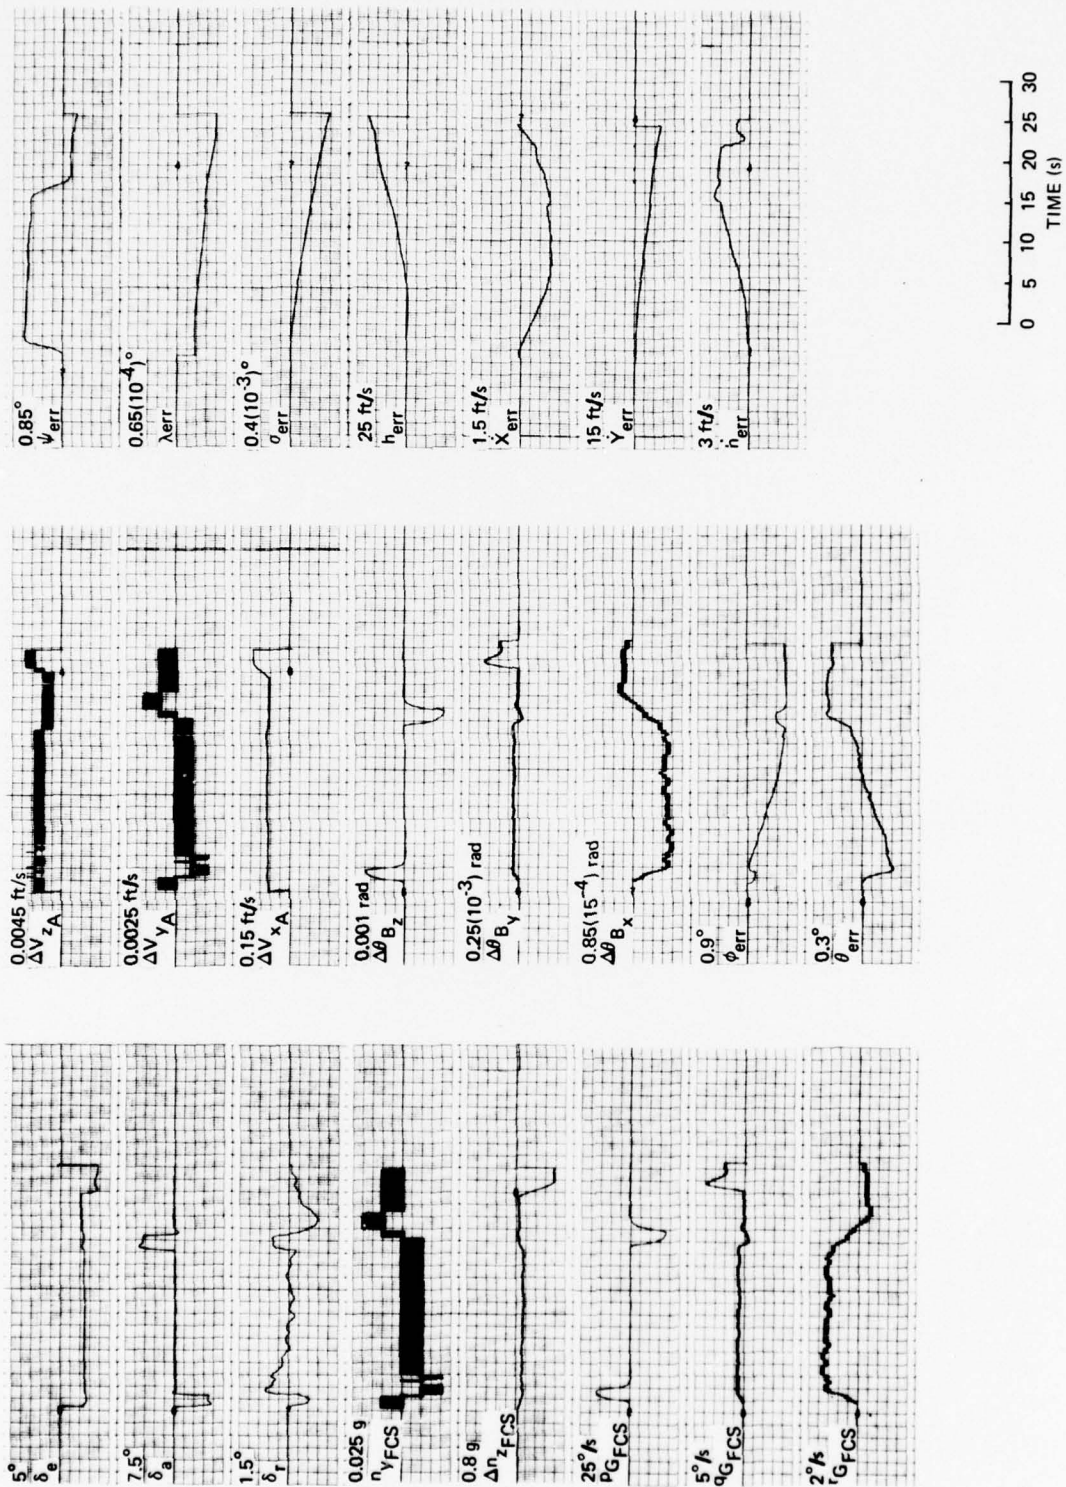 0.85°
ψerr
0.65(10⁻⁴)°
λerr
0.4(10⁻³)°
σerr
25 ft/s
herr
1.5 ft/s
Ẋerr
15 ft/s
Ẏerr
3 ft/s
ḣerr
0 5 10 15 20 25 30
TIME (s)
0.0045 ft/s
ΔVzA
0.0025 ft/s
ΔVyA
0.15 ft/s
ΔVxA
0.001 rad
ΔθBz
0.25(10⁻³) rad
ΔθBy
0.85(15⁻⁴) rad
ΔθBx
0.9°
φerr
0.3°
θerr
5°
δe
7.5°
δa
1.5°
δr
0.025 g
nyFCS
0.8 g
ΔnzFCS
25°/s
PGFCS
5°/s
qGFCS
2°/s
rGFCS